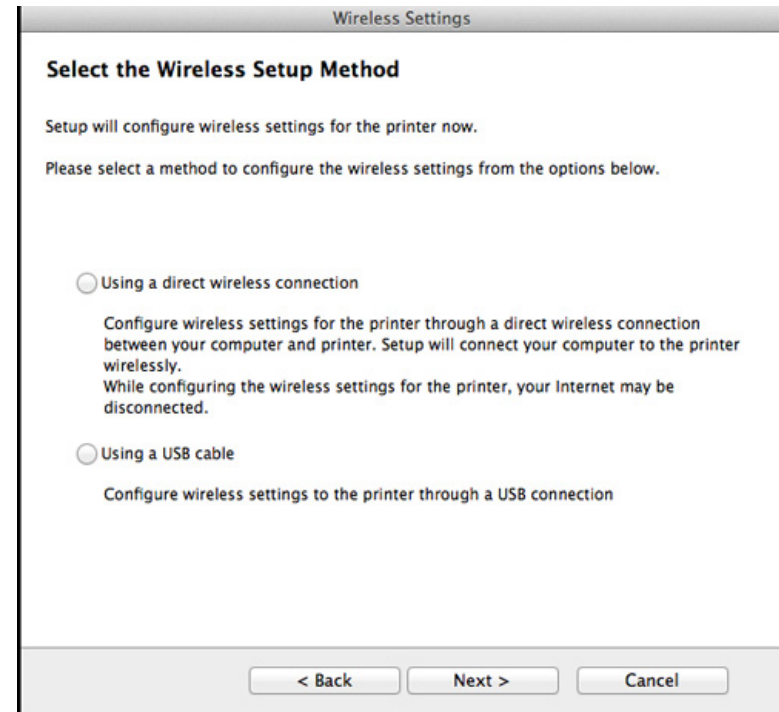 Wireless Settings
Select the Wireless Setup Method
Setup will configure wireless settings for the printer now.
Please select a method to configure the wireless settings from the options below.
Using a direct wireless connection
Configure wireless settings for the printer through a direct wireless connection
between your computer and printer. Setup will connect your computer to the printer
wirelessly.
While configuring the wireless settings for the printer, your Internet may be
disconnected.
Using a USB cable
Configure wireless settings to the printer through a USB connection
< Back Next > Cancel